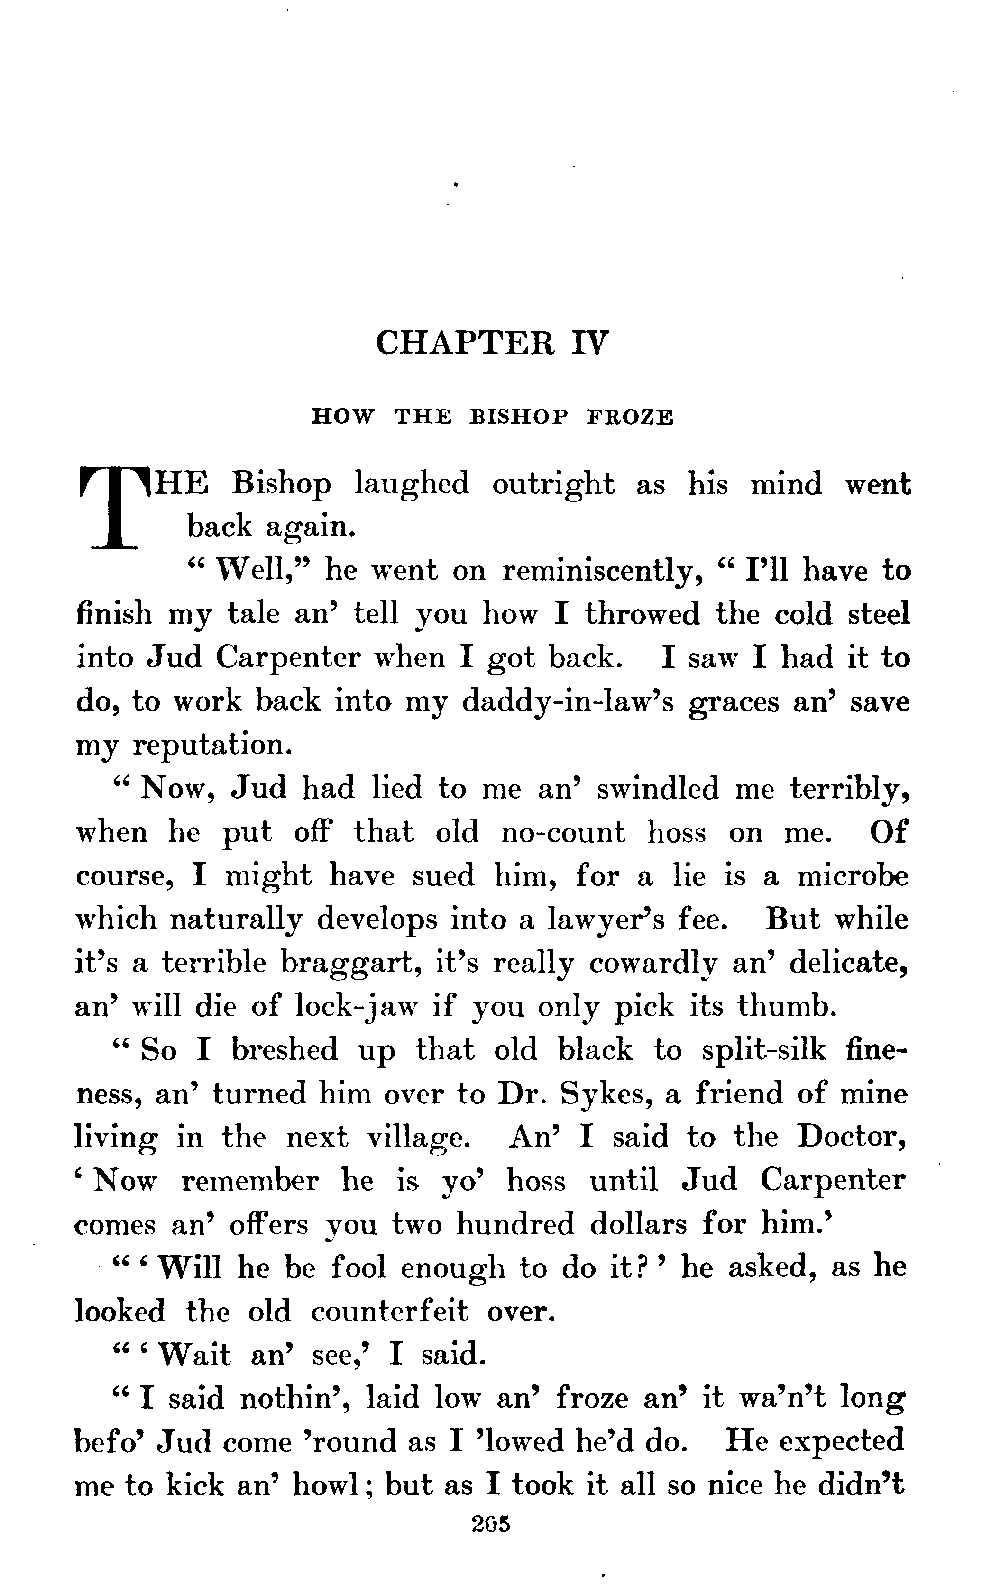 CHAPTER IV
HOW THE BISHOP FROZE
THE Bishop laughed outright as his mind went
back again.
“ Well,” he went on reminiscently, “ I’ll have to
finish my tale an’ tell you how I throwed the cold steel
into Jud Carpenter when I got back. I saw I had it to
do, to work back into my daddy-in-law’s graces an’ save
my reputation.
“ Now, Jud had lied to me an’ swindled me terribly,
when he put off that old no-count hoss on me. Of
course, I might have sued him, for a lie is a microbe
which naturally develops into a lawyer’s fee. But while
it’s a terrible braggart, it’s really cowardly an’ delicate,
an’ will die of lock-jaw if you only pick its thumb.
“ So I breshed up that old black to split-silk fine-
ness, an’ turned him over to Dr. Sykes, a friend of mine
living in the next village. An’ I said to the Doctor,
‘ Now remember he is yo’ hoss until Jud Carpenter
comes an’ offers you two hundred dollars for him.’
“ ‘ Will he be fool enough to do it? ’ he asked, as he
looked the old counterfeit over.
“ ‘ Wait an’ see,’ I said.
“ I said nothin’, laid low an’ froze an’ it wa’n’t long
befo’ Jud come ’round as I ’lowed he’d do. He expected
me to kick an’ howl; but as I took it all so nice he didn’t
205